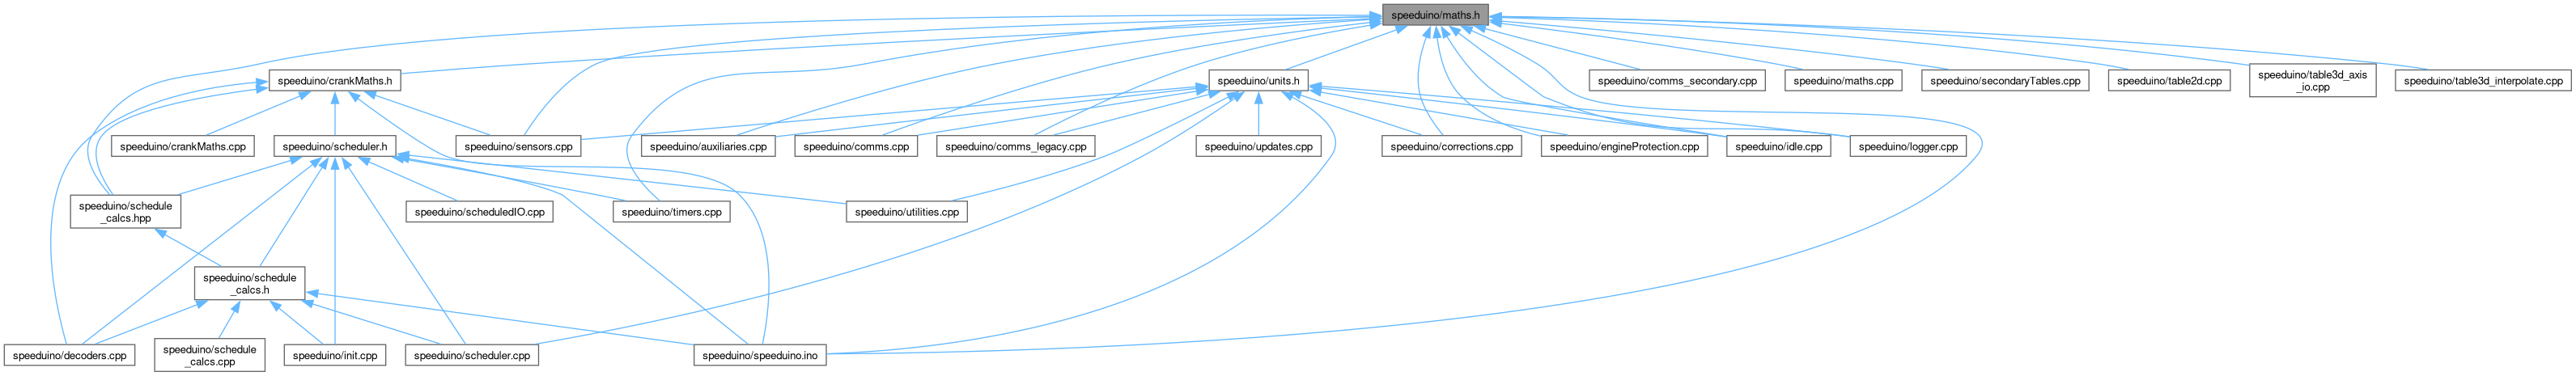 speeduino/maths.h
speeduino/crankMaths.h
speeduino/units.h
speeduino/comms_secondary.cpp
speeduino/maths.cpp
speeduino/secondaryTables.cpp
speeduino/table2d.cpp
speeduino/table3d_axis
_io.cpp
speeduino/table3d_interpolate.cpp
speeduino/crankMaths.cpp
speeduino/scheduler.h
speeduino/sensors.cpp
speeduino/auxiliaries.cpp
speeduino/comms.cpp
speeduino/comms_legacy.cpp
speeduino/updates.cpp
speeduino/corrections.cpp
speeduino/engineProtection.cpp
speeduino/idle.cpp
speeduino/logger.cpp
speeduino/schedule
_calcs.hpp
speeduino/scheduledIO.cpp
speeduino/timers.cpp
speeduino/utilities.cpp
speeduino/schedule
_calcs.h
speeduino/decoders.cpp
speeduino/schedule
_calcs.cpp
speeduino/init.cpp
speeduino/scheduler.cpp
speeduino/speeduino.ino